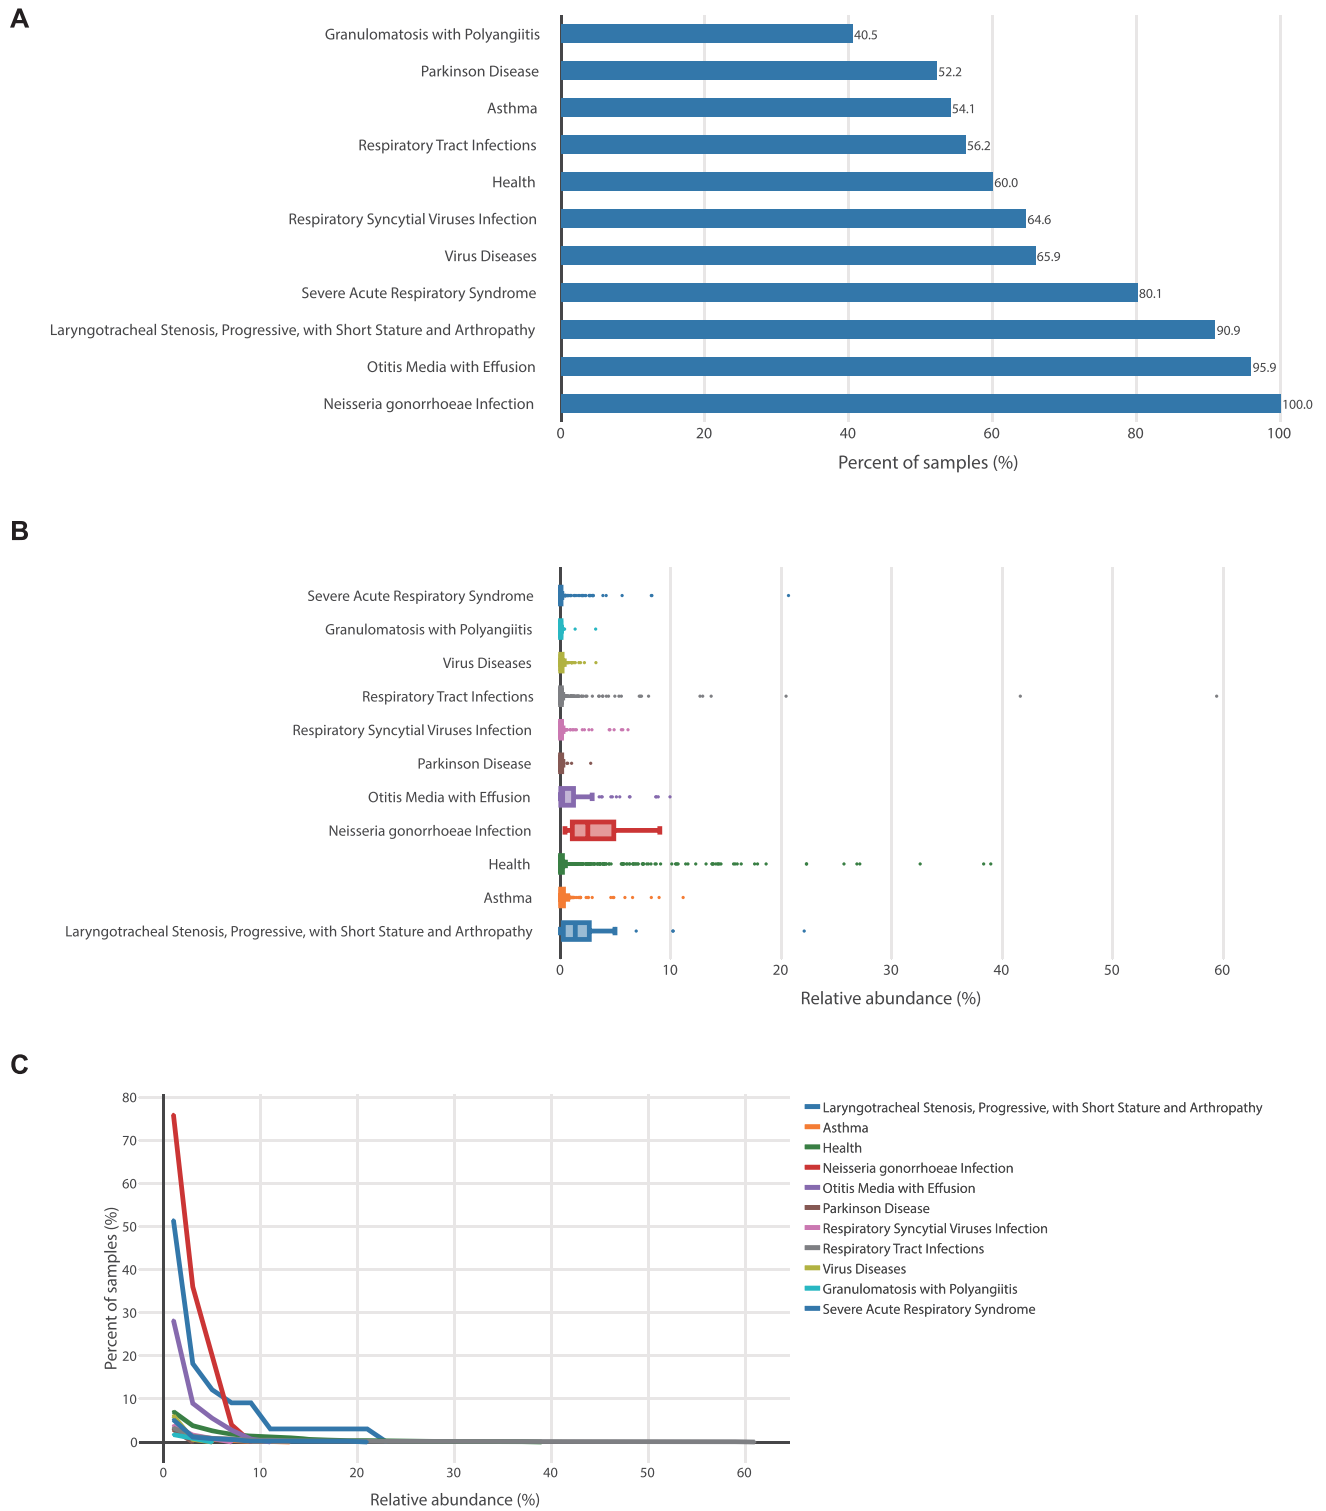 A
Granulomatosis with Polyangiitis
40.5
Parkinson Disease
52.2
Asthma
54.1
Respiratory Tract Infections
56.2
Health
60.0
Respiratory Syncytial Viruses Infection
64.6
Virus Diseases
65.9
Severe Acute Respiratory Syndrome
80.1
Laryngotracheal Stenosis, Progressive, with Short Stature and Arthropathy
90.9
Otitis Media with Effusion
95.9
Neisseria gonorrhoeae Infection
100.0
0 20 40 60 80 100
Percent of samples (%)
B
Severe Acute Respiratory Syndrome
Granulomatosis with Polyangiitis
Virus Diseases
Respiratory Tract Infections
Respiratory Syncytial Viruses Infection
Parkinson Disease
Otitis Media with Effusion
Neisseria gonorrhoeae Infection
Health
Asthma
Laryngotracheal Stenosis, Progressive, with Short Stature and Arthropathy
0 10 20 30 40 50 60
Relative abundance (%)
C
Percent of samples (%)
80
70
60
50
40
30
20
10
0
0 10 20 30 40 50 60
Relative abundance (%)
Laryngotracheal Stenosis, Progressive, with Short Stature and Arthropathy
Asthma
Health
Neisseria gonorrhoeae Infection
Otitis Media with Effusion
Parkinson Disease
Respiratory Syncytial Viruses Infection
Respiratory Tract Infections
Virus Diseases
Granulomatosis with Polyangiitis
Severe Acute Respiratory Syndrome